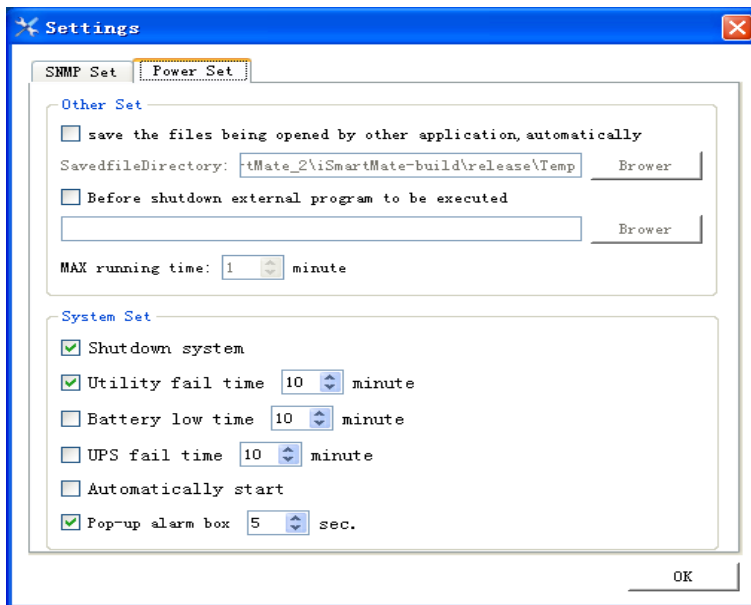 Settings
SNMP Set Power Set
Other Set
save the files being opened by other application,automatically
SavedfileDirectory: tMate_2\iSmartMate-build\release\Temp Brower
Before shutdown external program to be executed
Brower
MAX running time: 1 minute
System Set
Shutdown system
Utility fail time 10 minute
Battery low time 10 minute
UPS fail time 10 minute
Automatically start
Pop-up alarm box 5 sec.
OK